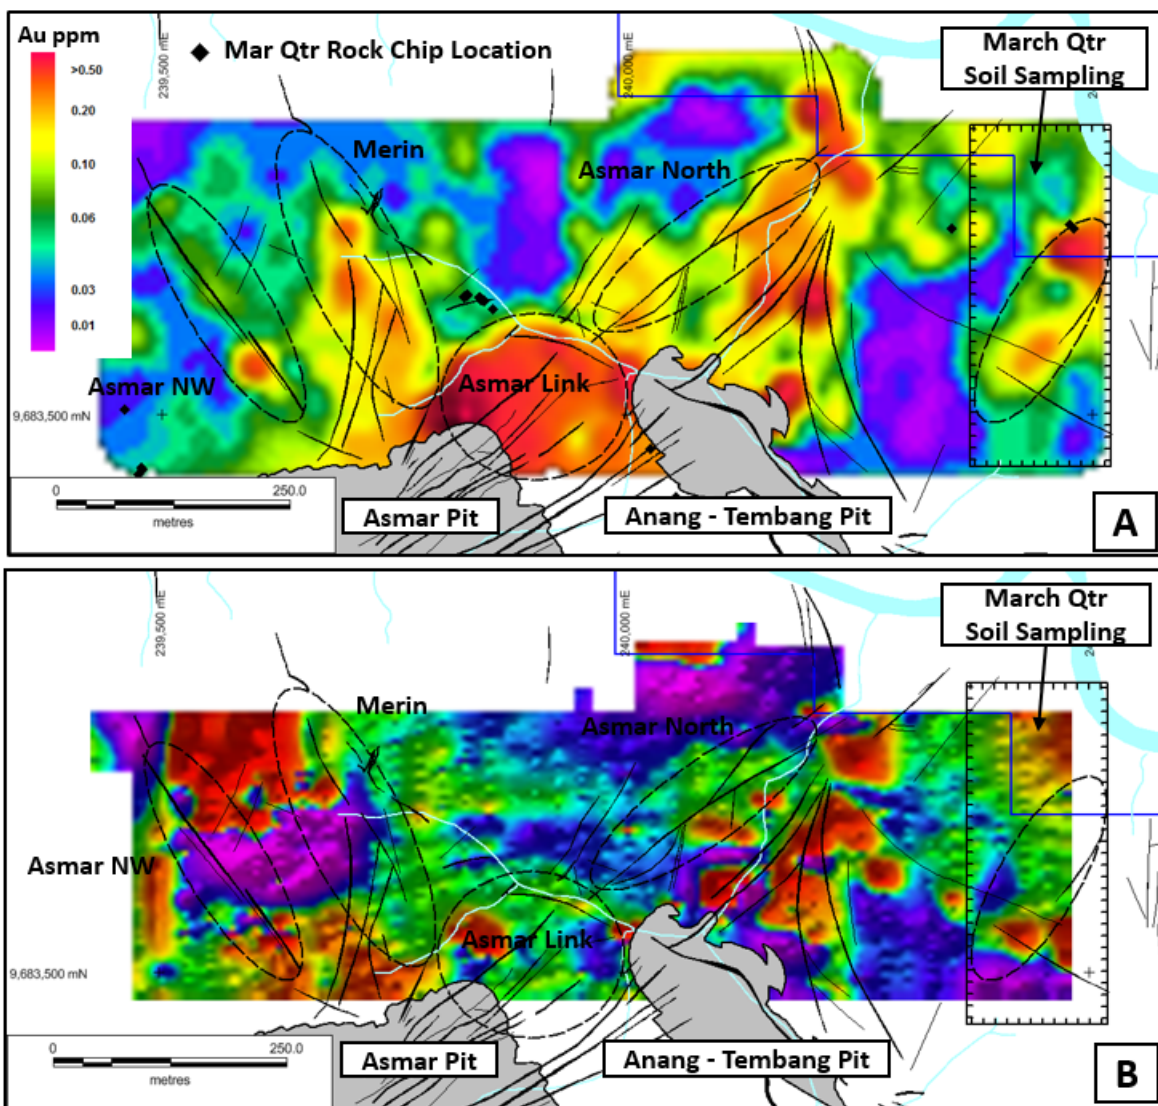 Au ppm
>0.50
0.20
0.10
0.06
0.03
0.01
239,500 mE
Mar Qtr Rock Chip Location
240,000 mE
March Qtr
Soil Sampling
Merin
Asmar North
Asmar NW
Asmar Link
9,683,500 mN
0
250.0
metres
Asmar Pit
Anang - Tembang Pit
A
239,500 mE
240,000 mE
March Qtr
Soil Sampling
Merin
Asmar North
Asmar NW
Asmar Link
9,683,500 mN
0
250.0
metres
Asmar Pit
Anang - Tembang Pit
B